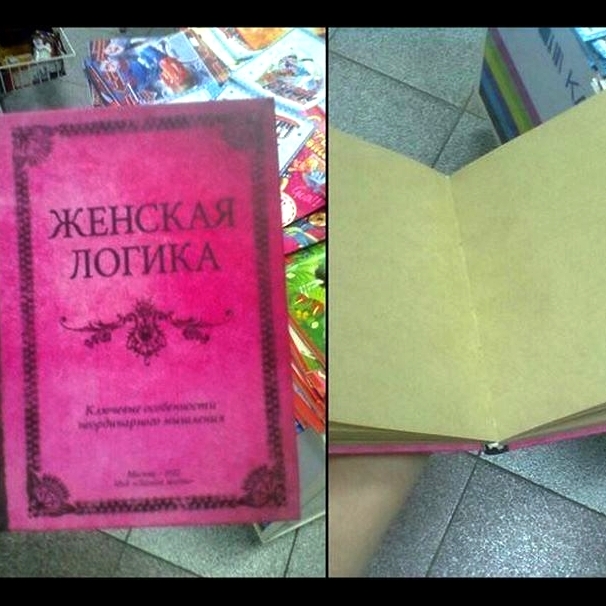 ЖЕНСКАЯ
ЛОГИКА
Ключевые особенности
неординарного мышления
Москва